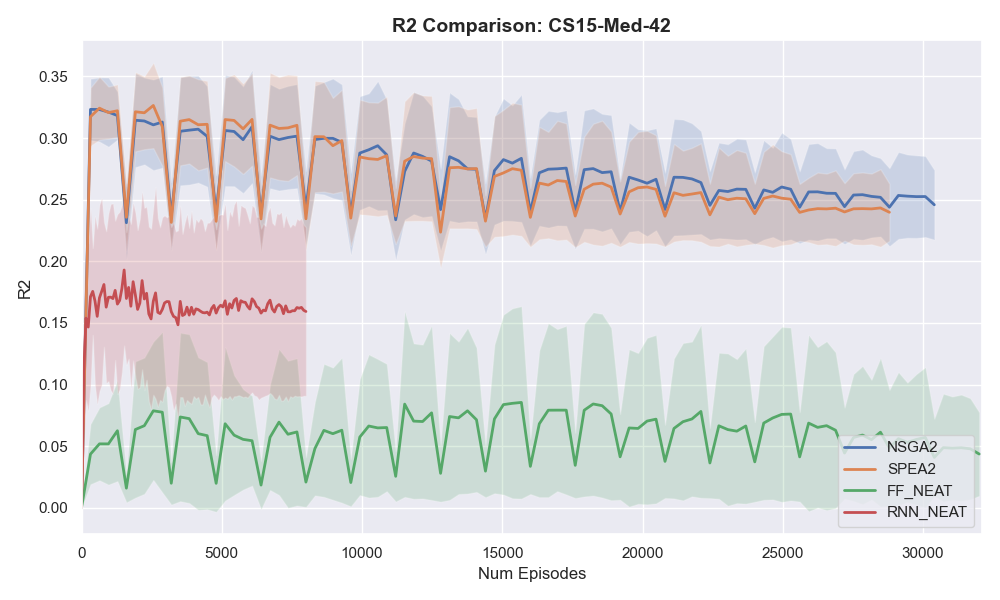 R2 Comparison: CS15-Med-42
R2
0.35
0.30
0.25
0.20
0.15
0.10
0.05
0.00
0 5000 10000 15000 20000 25000 30000
Num Episodes
NSGA2
SPEA2
FF_NEAT
RNN_NEAT